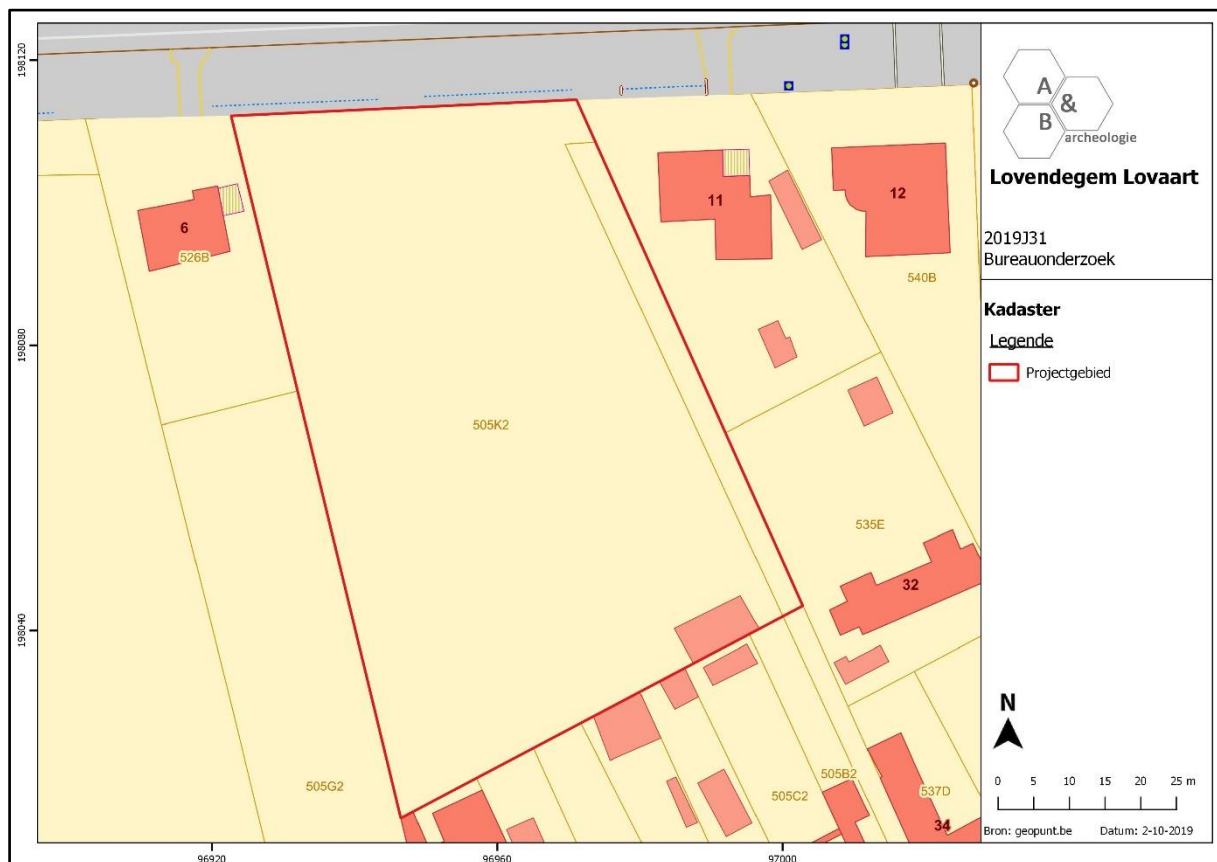 198120
198080
198040
96920
96960
97000
6
526B
11
12
540B
505K2
535E
32
505G2
505C2
505B2
537D
34
A
&
B
archeologie
Lovendegem Lovaart
2019J31
Bureauonderzoek
Kadaster
Legende
Projectgebied
N
0 5 10 15 20 25 m
Bron: geopunt.be Datum: 2-10-2019